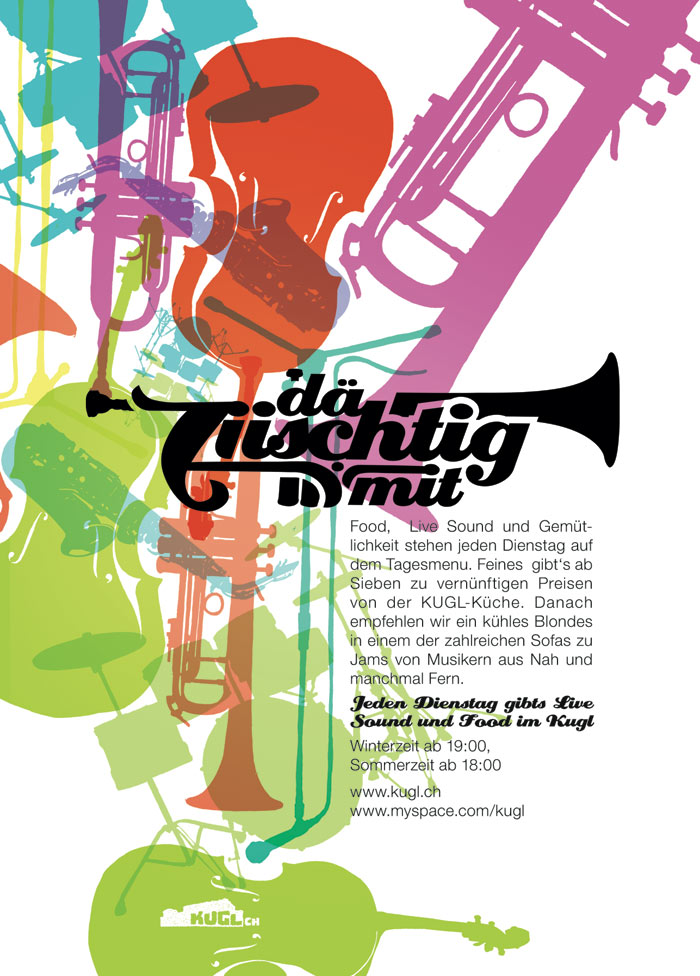 dä
Ziischtig
mit
Food, Live Sound und Gemüt-
lichkeit stehen jeden Dienstag auf
dem Tagesmenu. Feines gibt's ab
Sieben zu vernünftigen Preisen
von der KUGL-Küche. Danach
empfehlen wir ein kühles Blondes
in einem der zahlreichen Sofas zu
Jams von Musikern aus Nah und
manchmal Fern.
Jeden Dienstag gibts Live
Sound und Food im Kugl
Winterzeit ab 19:00,
Sommerzeit ab 18:00
www.kugl.ch
www.myspace.com/kugl
KUGL.CH